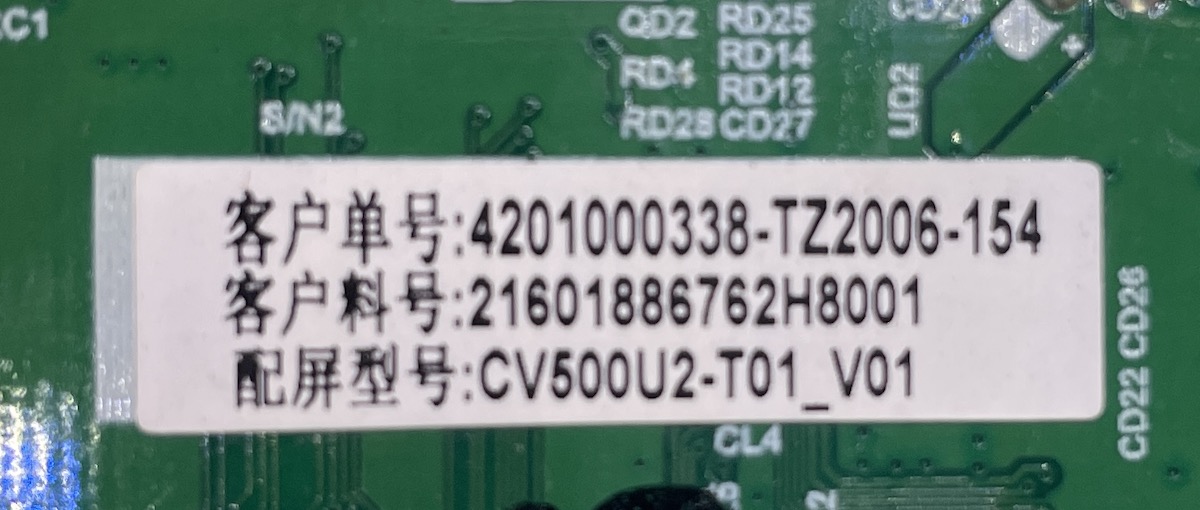 QD2 RD25
RD4 RD14
RD12
RD28 CD27
UD2
S/N2
客户单号:4201000338-TZ2006-154
客户料号:21601886762H8001
配屏型号:CV500U2-T01_V01
CD22 CD26
CL4